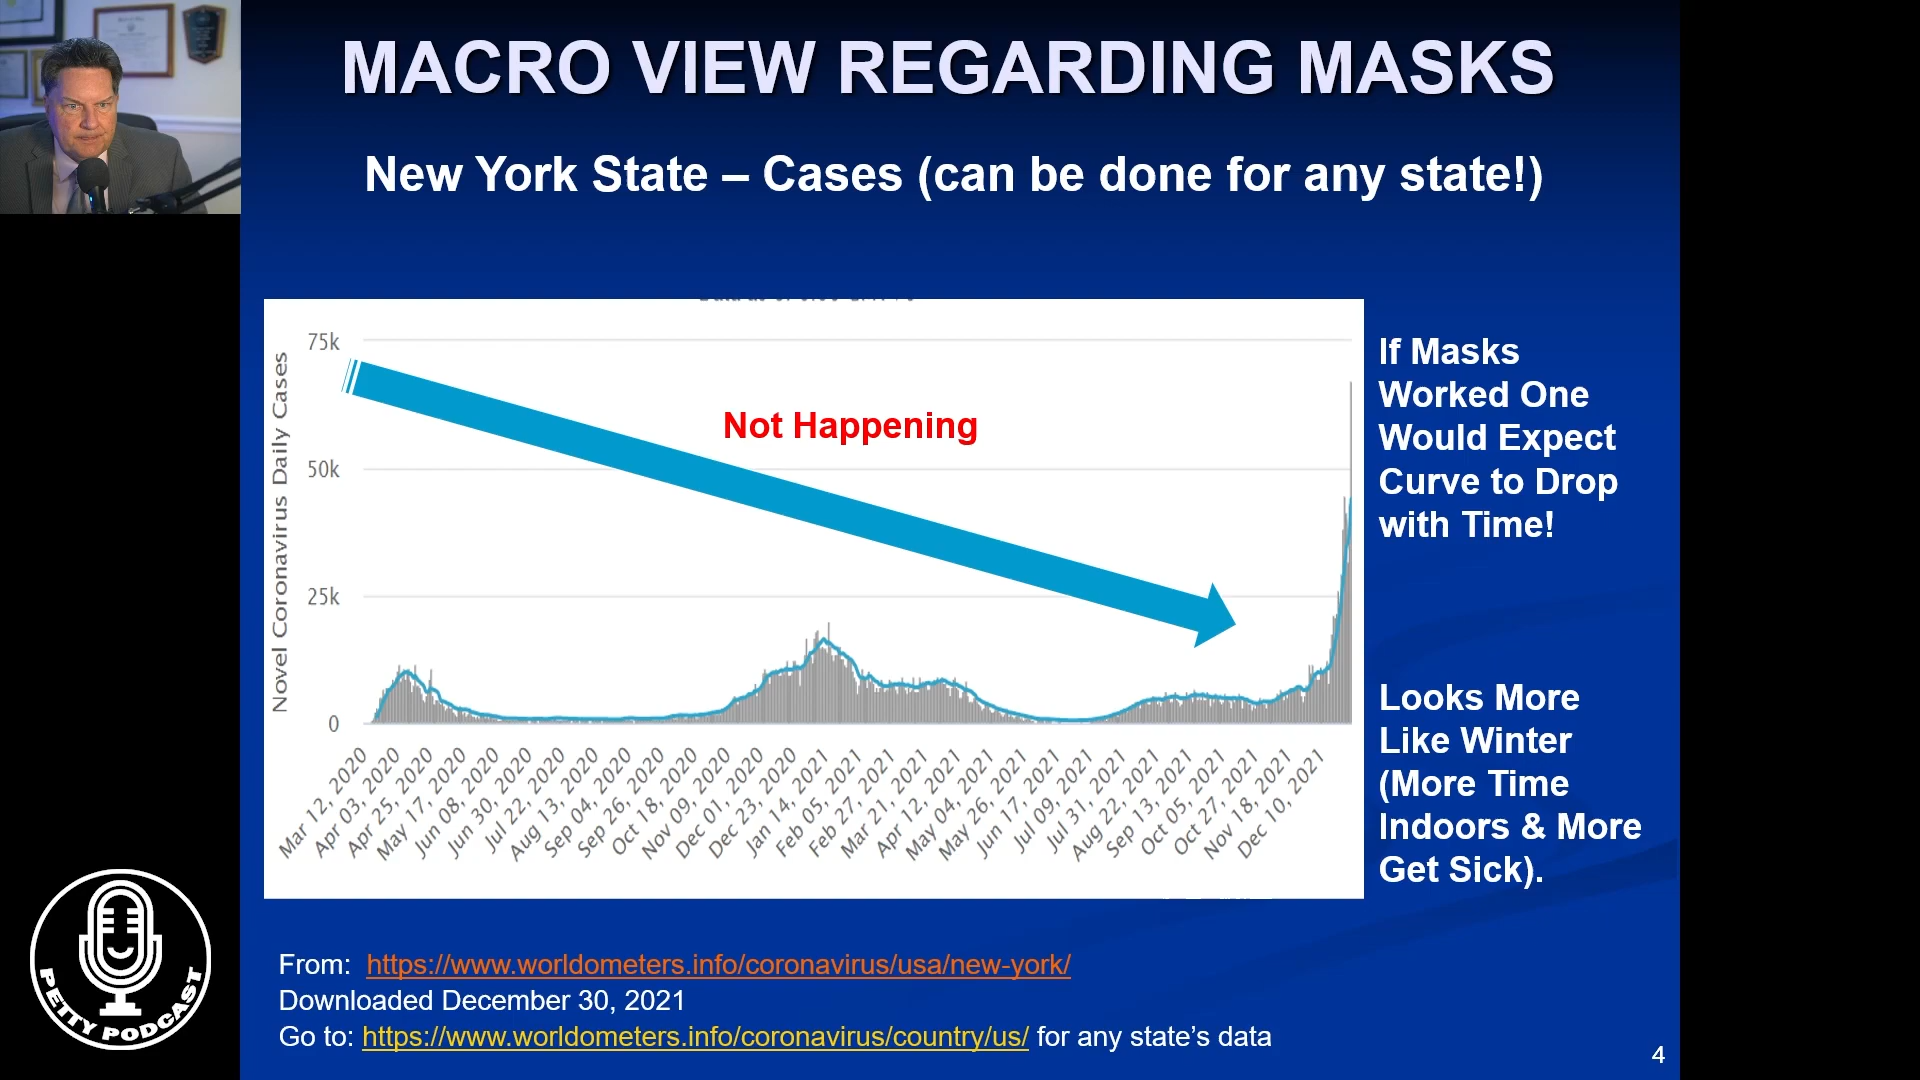 MACRO VIEW REGARDING MASKS
New York State – Cases (can be done for any state!)
Novel Coronavirus Daily Cases
75k
50k
25k
0
Not Happening
Mar 12, 2020
Apr 03, 2020
Apr 25, 2020
May 17, 2020
Jun 08, 2020
Jun 30, 2020
Jul 22, 2020
Aug 13, 2020
Sep 04, 2020
Sep 26, 2020
Oct 18, 2020
Nov 09, 2020
Dec 01, 2020
Dec 23, 2020
Jan 14, 2021
Feb 05, 2021
Feb 27, 2021
Mar 21, 2021
Apr 12, 2021
May 04, 2021
May 26, 2021
Jun 17, 2021
Jul 09, 2021
Jul 31, 2021
Aug 22, 2021
Sep 13, 2021
Oct 05, 2021
Oct 27, 2021
Nov 18, 2021
Dec 10, 2021
If Masks
Worked One
Would Expect
Curve to Drop
with Time!
Looks More
Like Winter
(More Time
Indoors & More
Get Sick).
From: https://www.worldometers.info/coronavirus/usa/new-york/
Downloaded December 30, 2021
Go to: https://www.worldometers.info/coronavirus/country/us/ for any state’s data
4
PETTY PODCAST